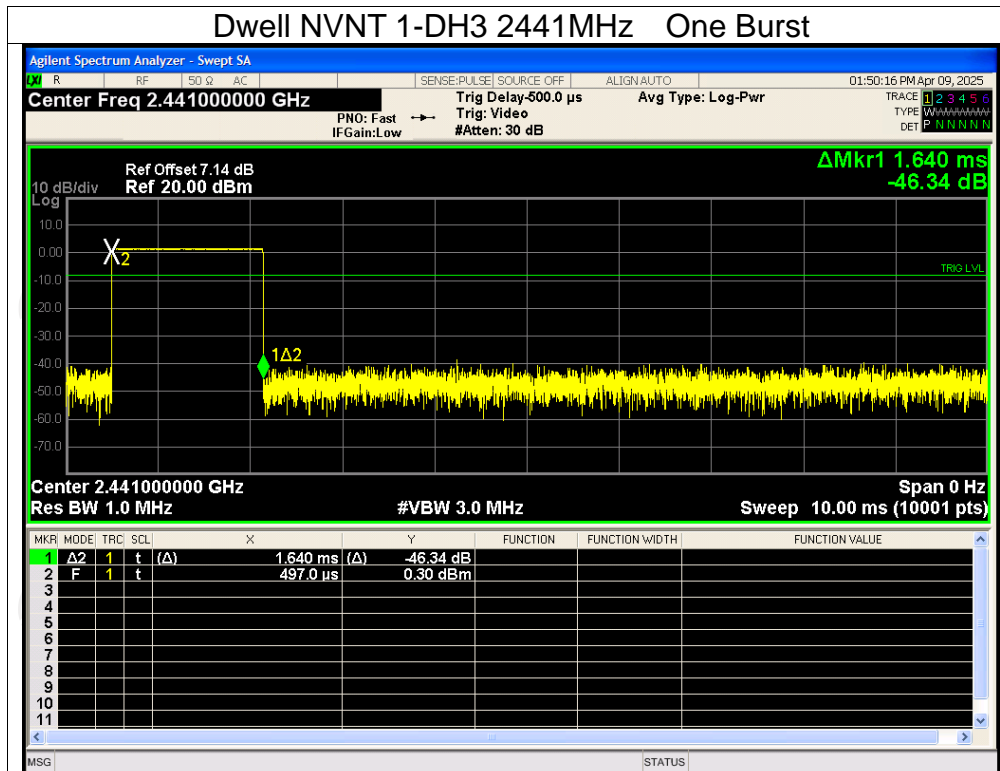 Dwell NVNT 1-DH3 2441MHz One Burst
Agilent Spectrum Analyzer - Swept SA
LXI R RF 50 Ω AC SENSE:PULSE SOURCE OFF ALIGN AUTO 01:50:16 PM Apr 09, 2025
Center Freq 2.441000000 GHz
PNO: Fast
IFGain:Low
Trig Delay-500.0 µs
Trig: Video
#Atten: 30 dB
Avg Type: Log-Pwr
TRACE 1 2 3 4 5 6
TYPE WWWWWW
DET P N N N N N
ΔMkr1 1.640 ms
-46.34 dB
Ref Offset 7.14 dB
10 dB/div Ref 20.00 dBm
Log
10.0
0.00
-10.0
-20.0
-30.0
-40.0
-50.0
-60.0
-70.0
X2
TRIG LVL
1Δ2
Center 2.441000000 GHz Span 0 Hz
Res BW 1.0 MHz #VBW 3.0 MHz Sweep 10.00 ms (10001 pts)
MKR MODE TRC SCL X Y FUNCTION FUNCTION WIDTH FUNCTION VALUE
1 Δ2 1 t (Δ) 1.640 ms (Δ) -46.34 dB
2 F 1 t 497.0 µs 0.30 dBm
3
4
5
6
7
8
9
10
11
MSG STATUS